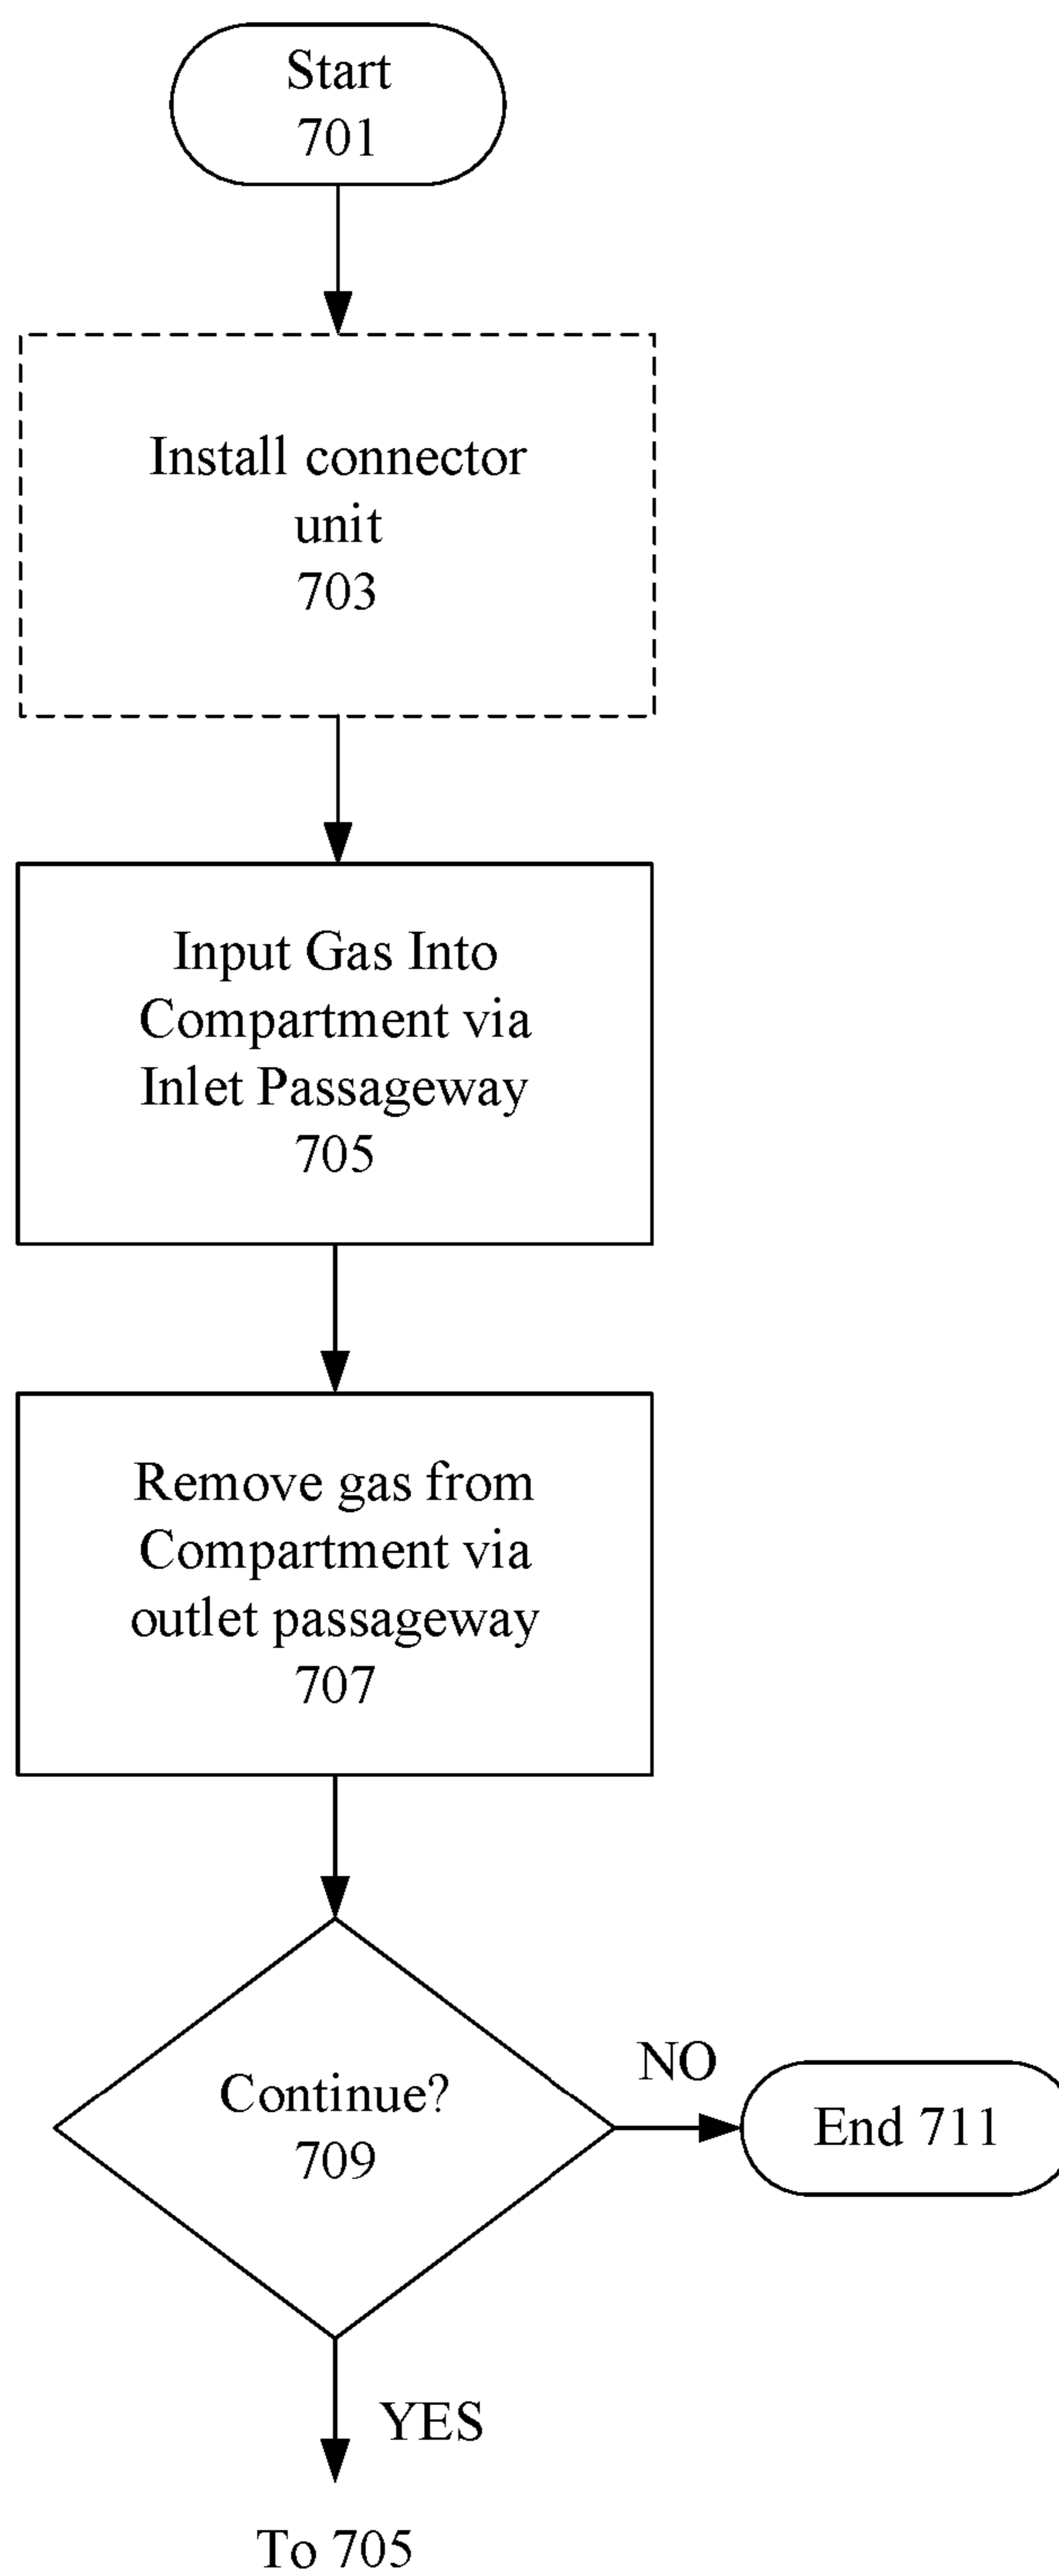 Start
701
Install connector
unit
703
Input Gas Into
Compartment via
Inlet Passageway
705
Remove gas from
Compartment via
outlet passageway
707
Continue?
709
NO
End 711
YES
To 705